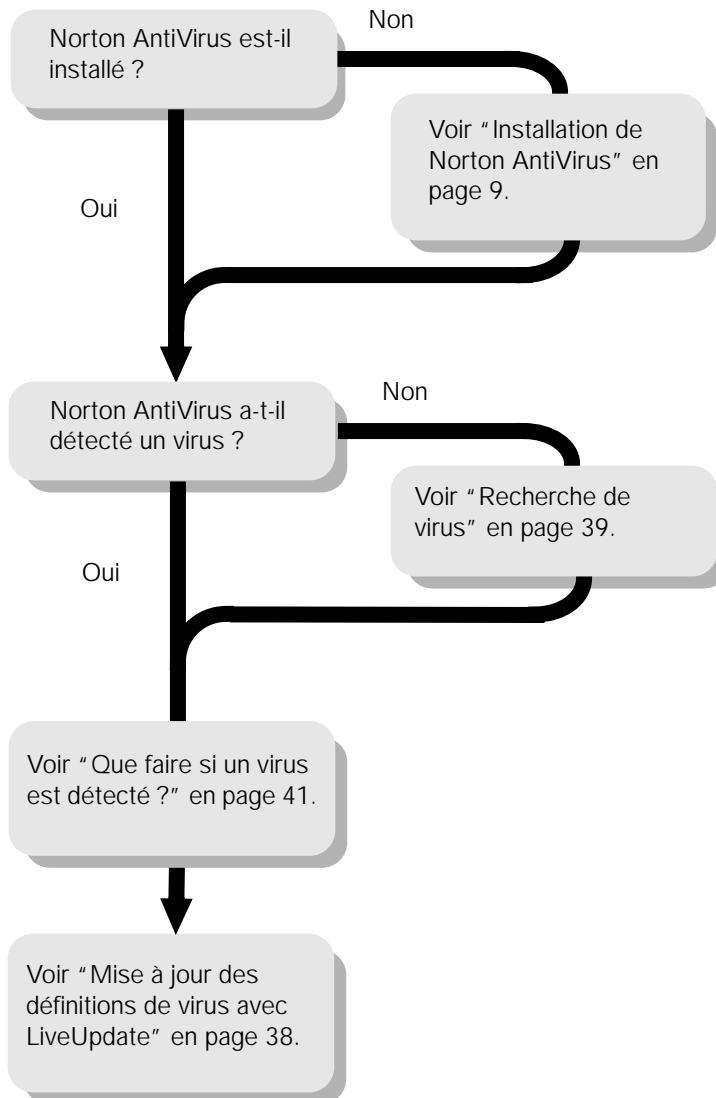 Norton AntiVirus est-il
installé ?
Non
Voir “Installation de
Norton AntiVirus” en
page 9.
Oui
Norton AntiVirus a-t-il
détecté un virus ?
Non
Voir “Recherche de
virus” en page 39.
Oui
Voir “Que faire si un virus
est détecté ?” en page 41.
Voir “Mise à jour des
définitions de virus avec
LiveUpdate” en page 38.